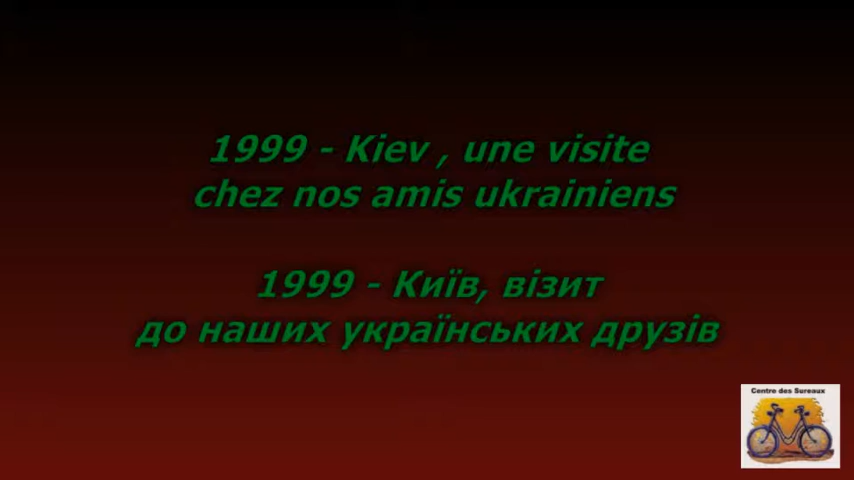 1999 - Kiev , une visite
chez nos amis ukrainiens
1999 - Київ, візит
до наших українських друзів
Centre des Sureaux